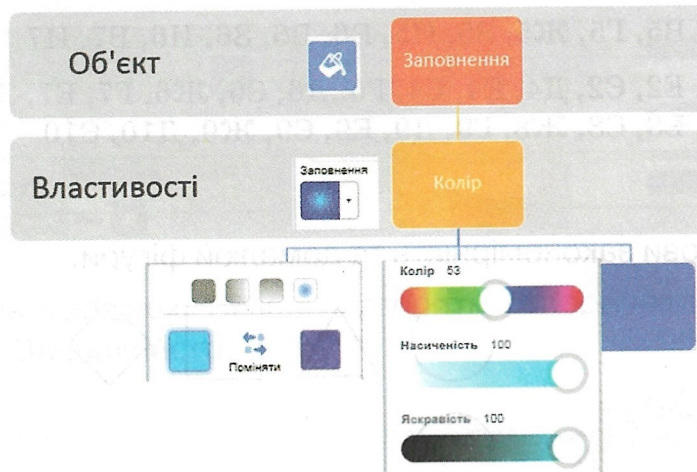 Об'єкт
Заповнення
Властивості
Заповнення
Колір
Колір 53
Насиченість 100
Яскравість 100
Поміняти